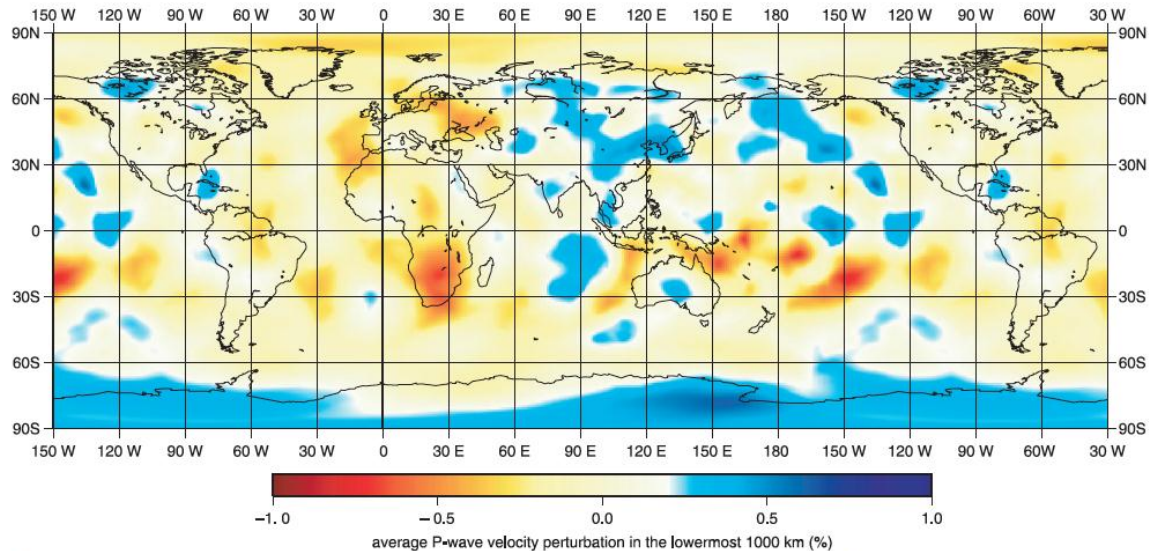 150 W 120 W 90 W 60 W 30 W 0 30 E 60 E 90 E 120 E 150 E 180 150 W 120 W 90 W 60W 30 W
90N 90N
60N 60N
30N 30N
0 0
30S 30S
60S 60S
90S 90S
150 W 120 W 90 W 60 W 30 W 0 30 E 60 E 90 E 120 E 150 E 180 150 W 120 W 90 W 60W 30 W
−1. 0 −0.5 0.0 0.5 1.0
average P-wave velocity perturbation in the lowermost 1000 km (%)